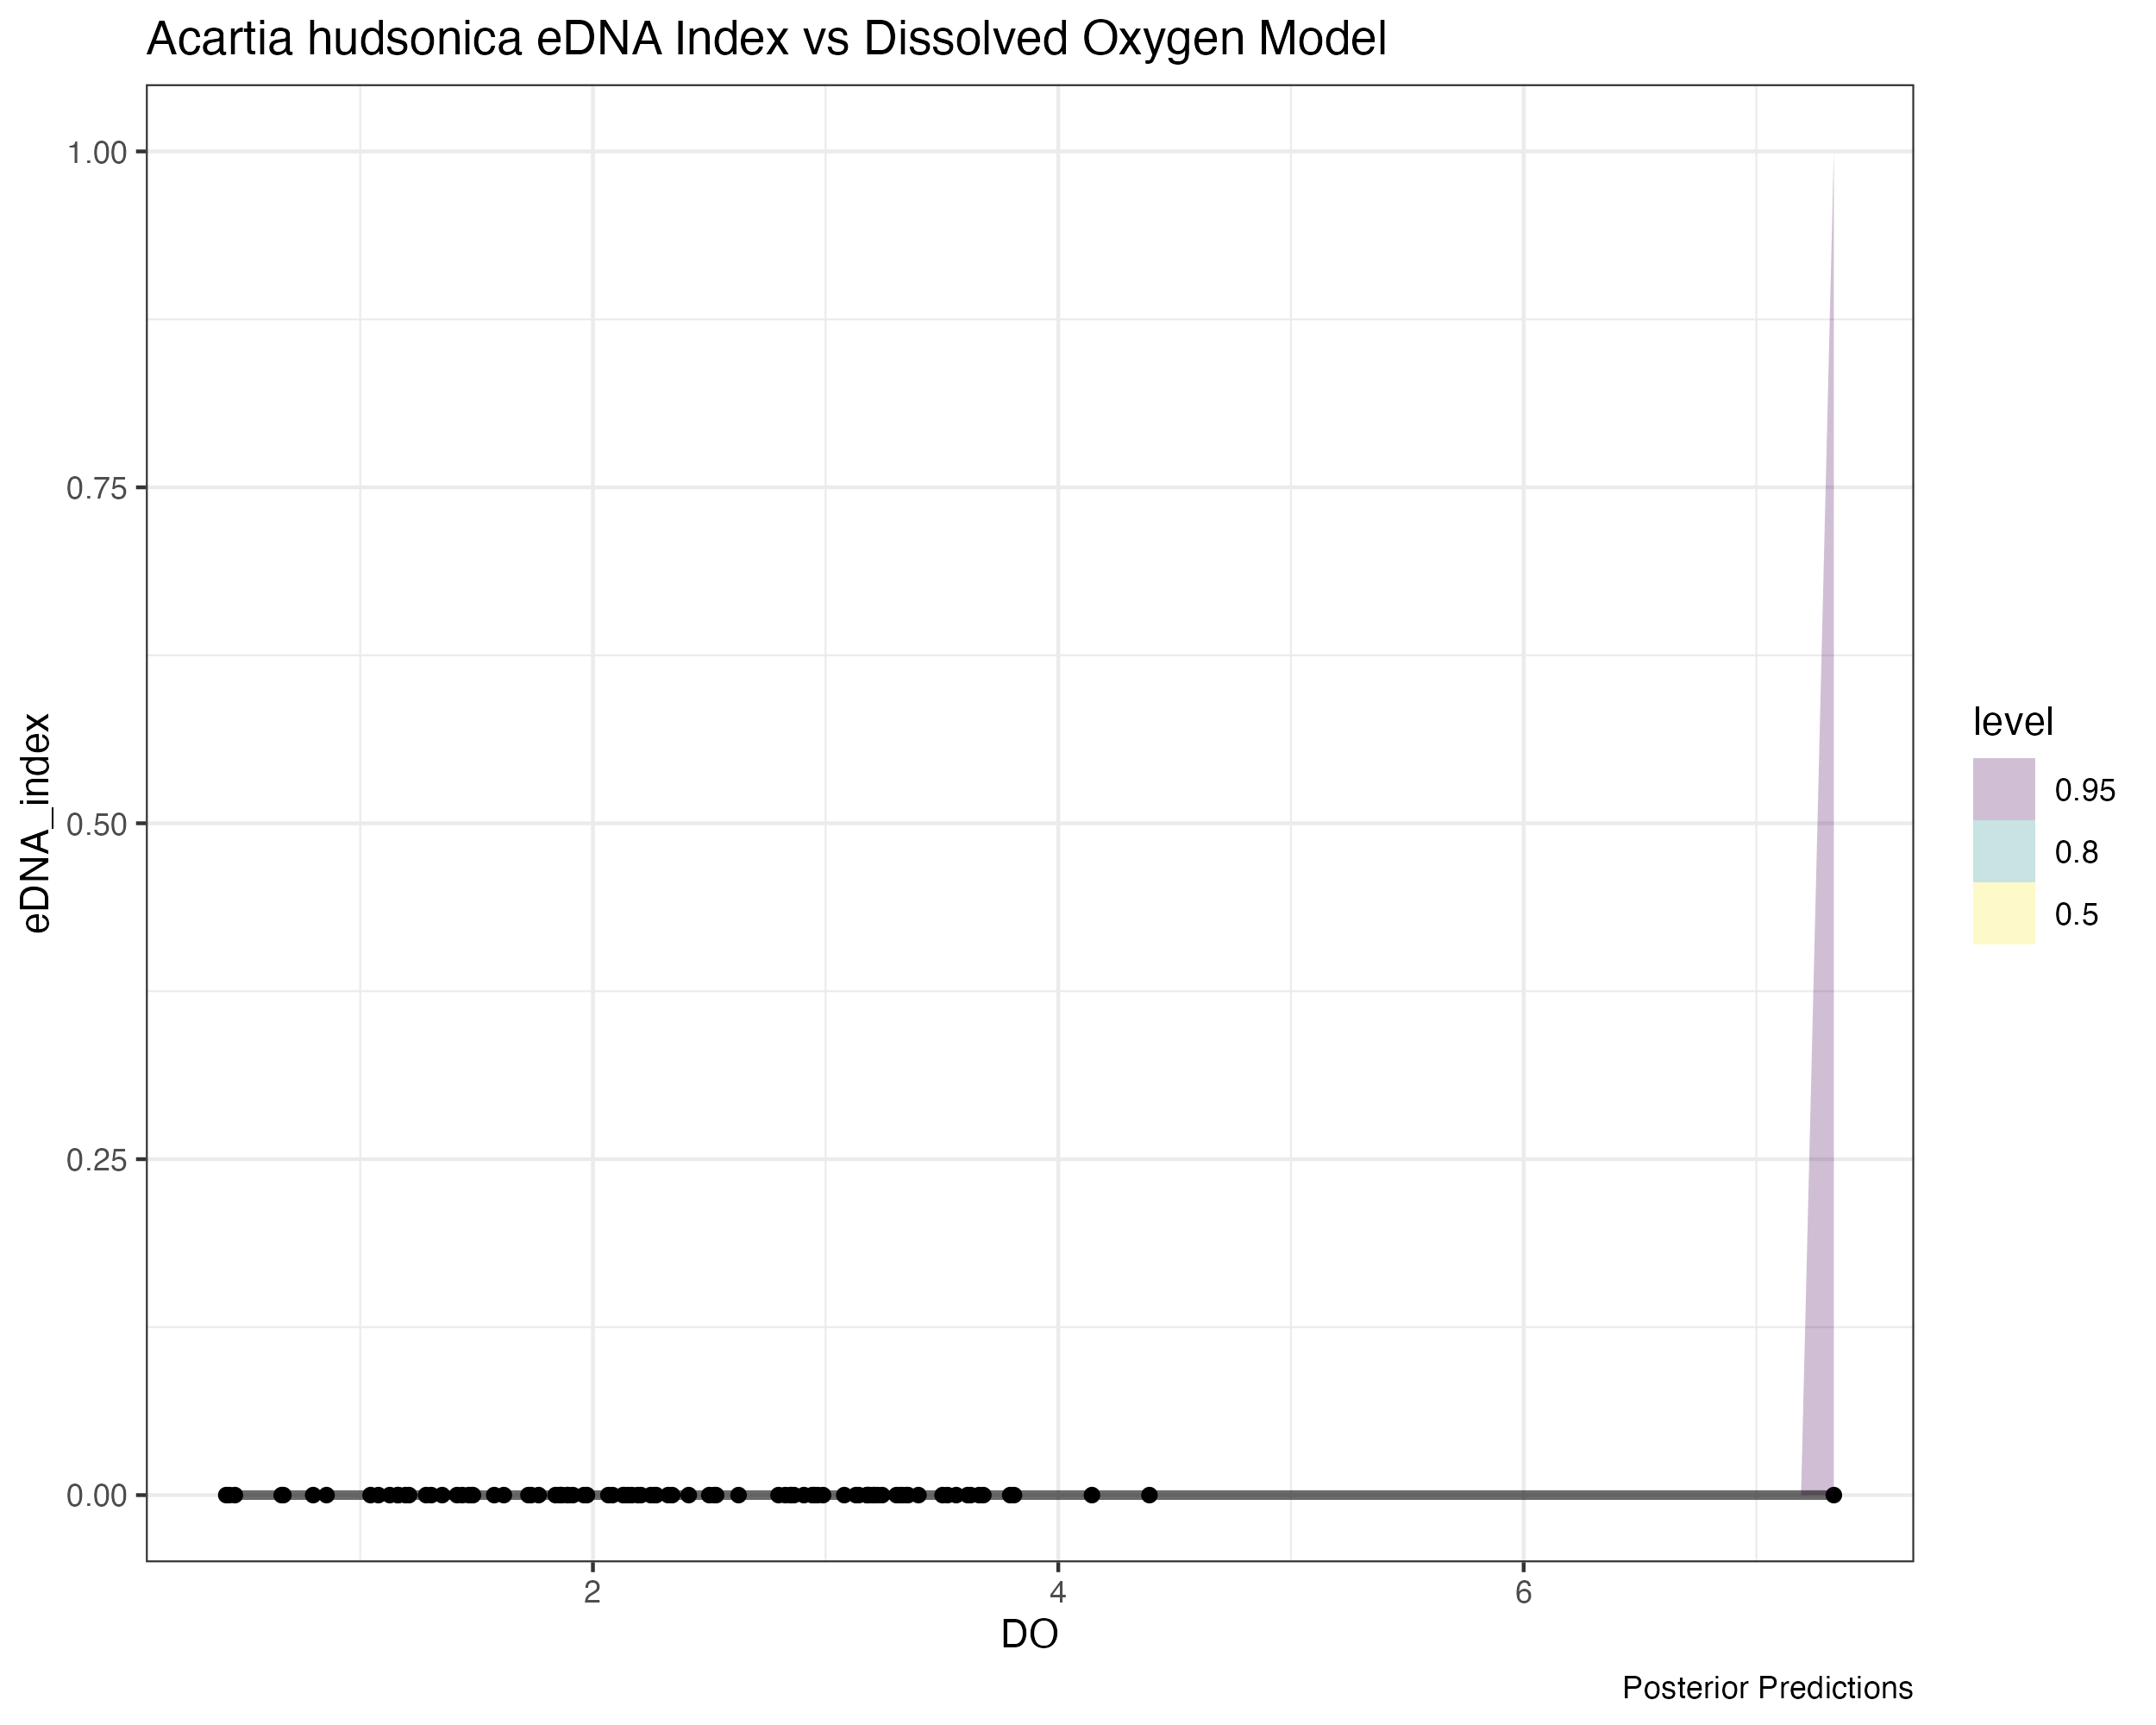 Acartia hudsonica eDNA Index vs Dissolved Oxygen Model
1.00
0.75
0.50
0.25
0.00
eDNA_index
2 4 6
DO
level
0.95
0.8
0.5
Posterior Predictions